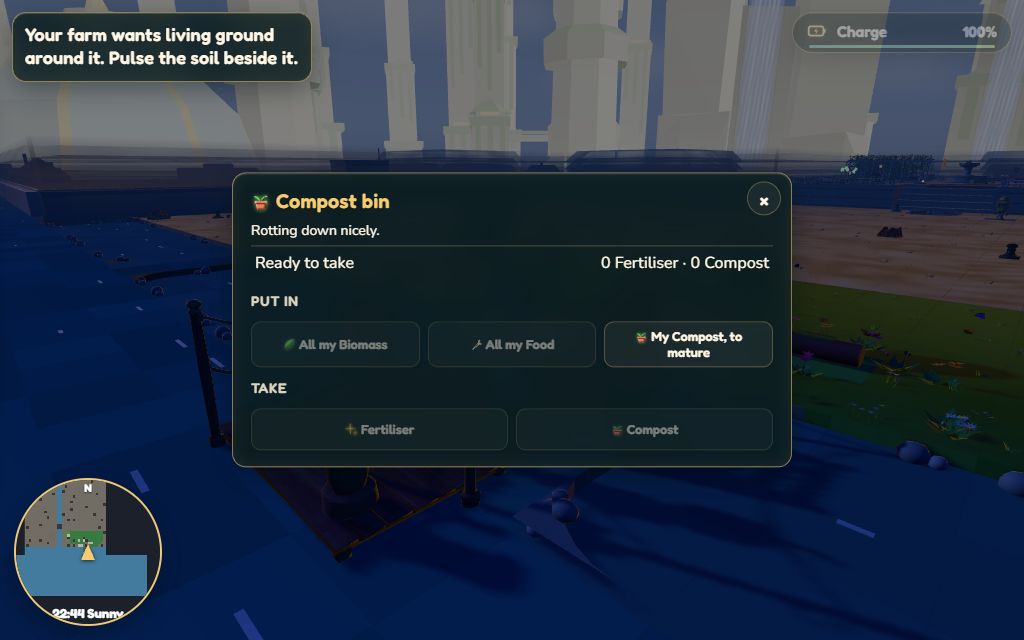 Your farm wants living ground
around it. Pulse the soil beside it.
Charge 100%
Compost bin
Rotting down nicely.
Ready to take 0 Fertiliser · 0 Compost
PUT IN
All my Biomass
All my Food
My Compost, to
mature
TAKE
Fertiliser
Compost
N
22:44 Sunny